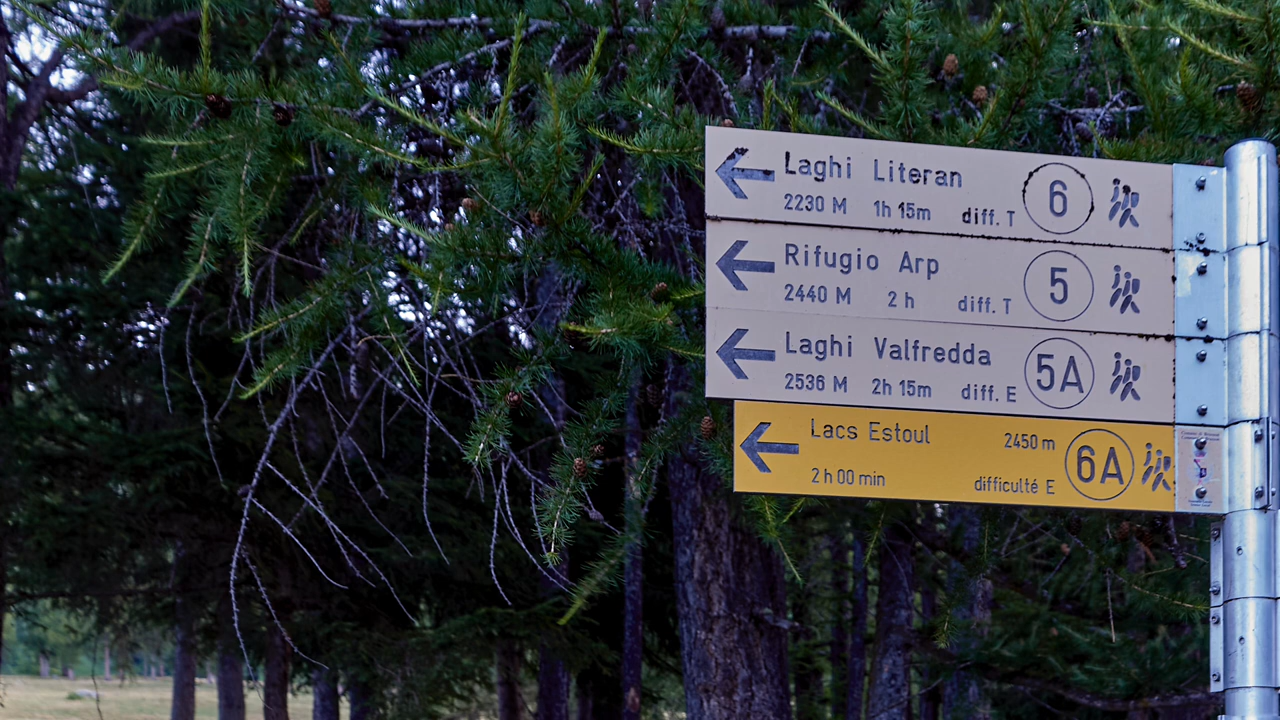 Laghi Literan 6
2230 M 1h 15m diff. T
Rifugio Arp 5
2440 M 2 h diff. T
Laghi Valfredda 5A
2536 M 2h 15m diff. E
Lacs Estoul 2450 m 6A
2 h 00 min difficulté E